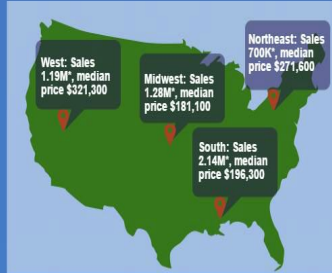 West: Sales
1.19M*, median
price $321,300
Midwest: Sales
1.28M*, median
price $181,100
Northeast: Sales
700K*, median
price $271,600
South: Sales
2.14M*, median
price $196,300